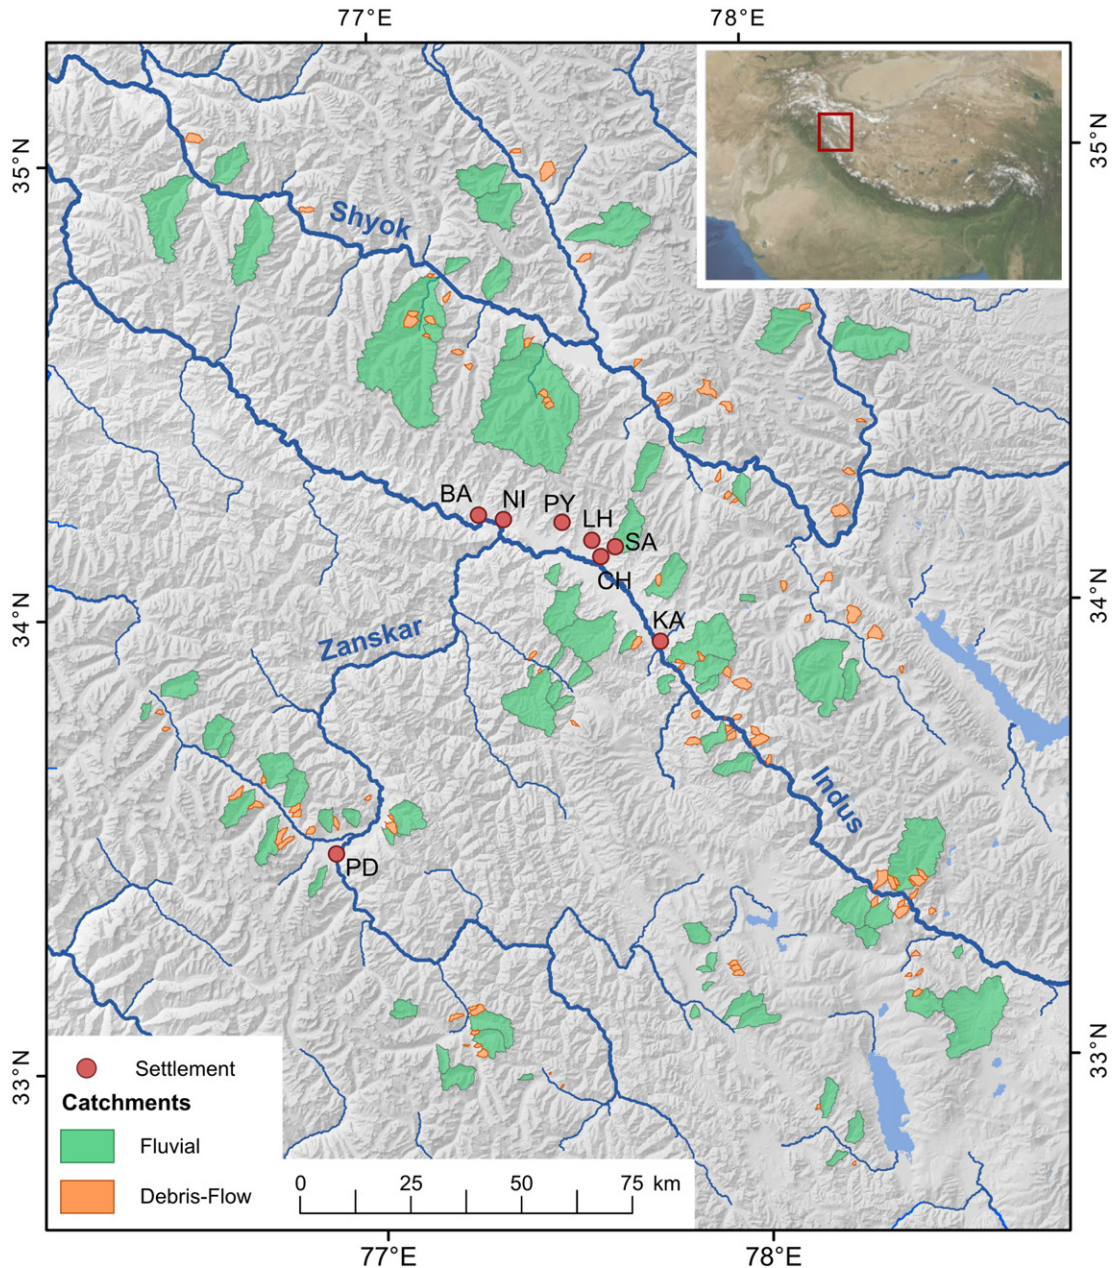 77°E 78°E
35°N
35°N
Shyok
BA NI PY
LH
SA
CH
KA
34°N
34°N
Zanskar
Indus
PD
33°N
33°N
Settlement
Catchments
Fluvial
Debris-Flow
0 25 50 75 km
77°E 78°E